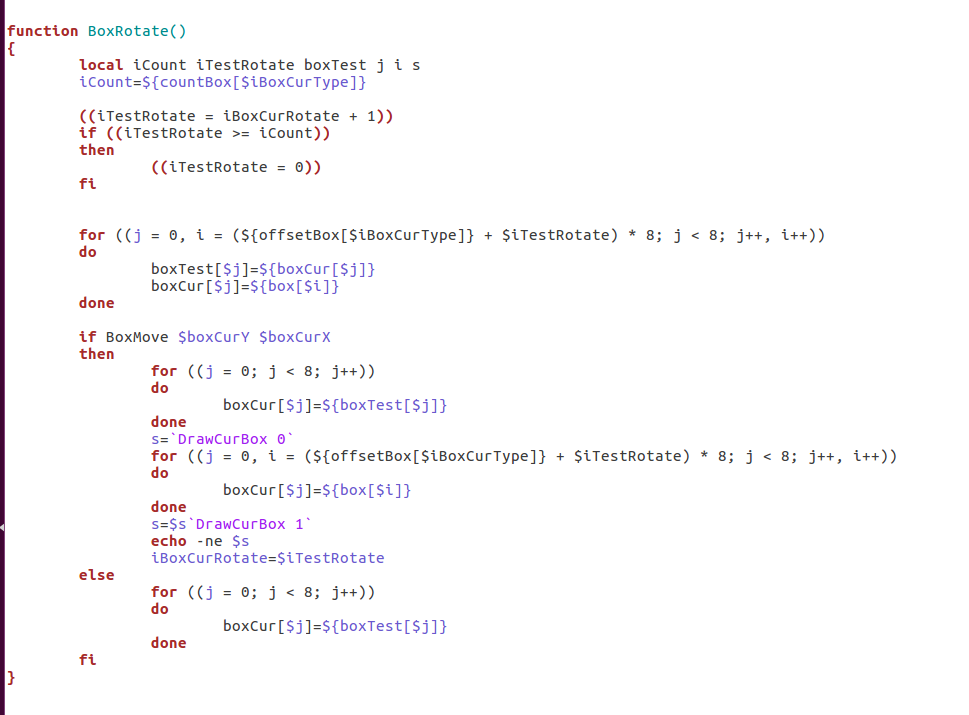 function BoxRotate()
{
        local iCount iTestRotate boxTest j i s
        iCount=${countBox[$iBoxCurType]}

        ((iTestRotate = iBoxCurRotate + 1))
        if ((iTestRotate >= iCount))
        then
                ((iTestRotate = 0))
        fi


        for ((j = 0, i = (${offsetBox[$iBoxCurType]} + $iTestRotate) * 8; j < 8; j++, i++))
        do
                boxTest[$j]=${boxCur[$j]}
                boxCur[$j]=${box[$i]}
        done

        if BoxMove $boxCurY $boxCurX
        then
                for ((j = 0; j < 8; j++))
                do
                        boxCur[$j]=${boxTest[$j]}
                done
                s=`DrawCurBox 0`
                for ((j = 0, i = (${offsetBox[$iBoxCurType]} + $iTestRotate) * 8; j < 8; j++, i++))
                do
                        boxCur[$j]=${box[$i]}
                done
                s=$s`DrawCurBox 1`
                echo -ne $s
                iBoxCurRotate=$iTestRotate
        else
                for ((j = 0; j < 8; j++))
                do
                        boxCur[$j]=${boxTest[$j]}
                done
        fi
}